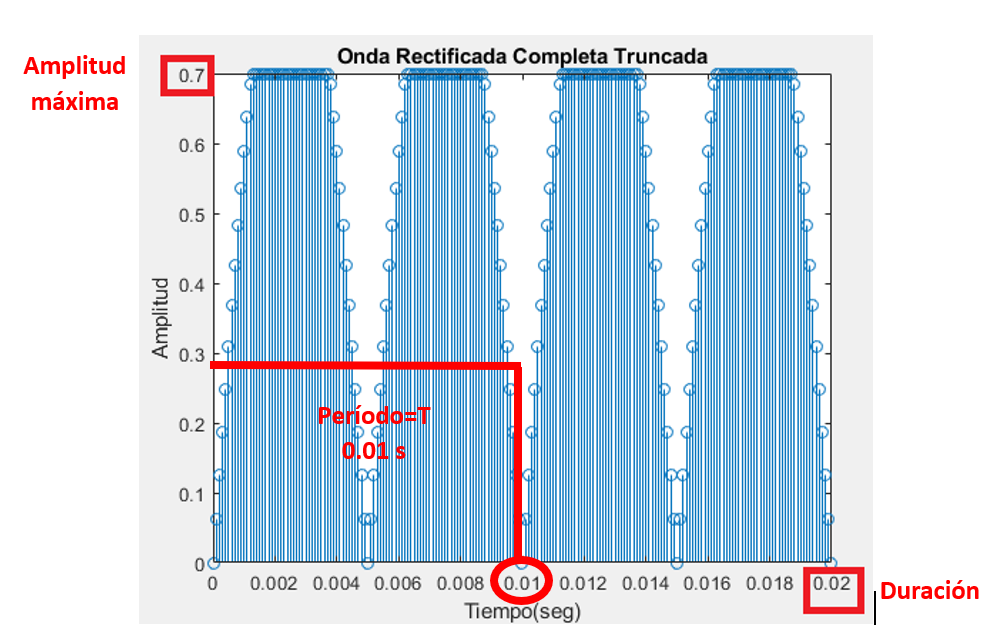 Onda Rectificada Completa Truncada
Amplitud
máxima
0.7
0.6
0.5
0.4
0.3
0.2
0.1
0
Amplitud
Período=T
0.01 s
0 0.002 0.004 0.006 0.008 0.01 0.012 0.014 0.016 0.018 0.02
Duración
Tiempo(seg)